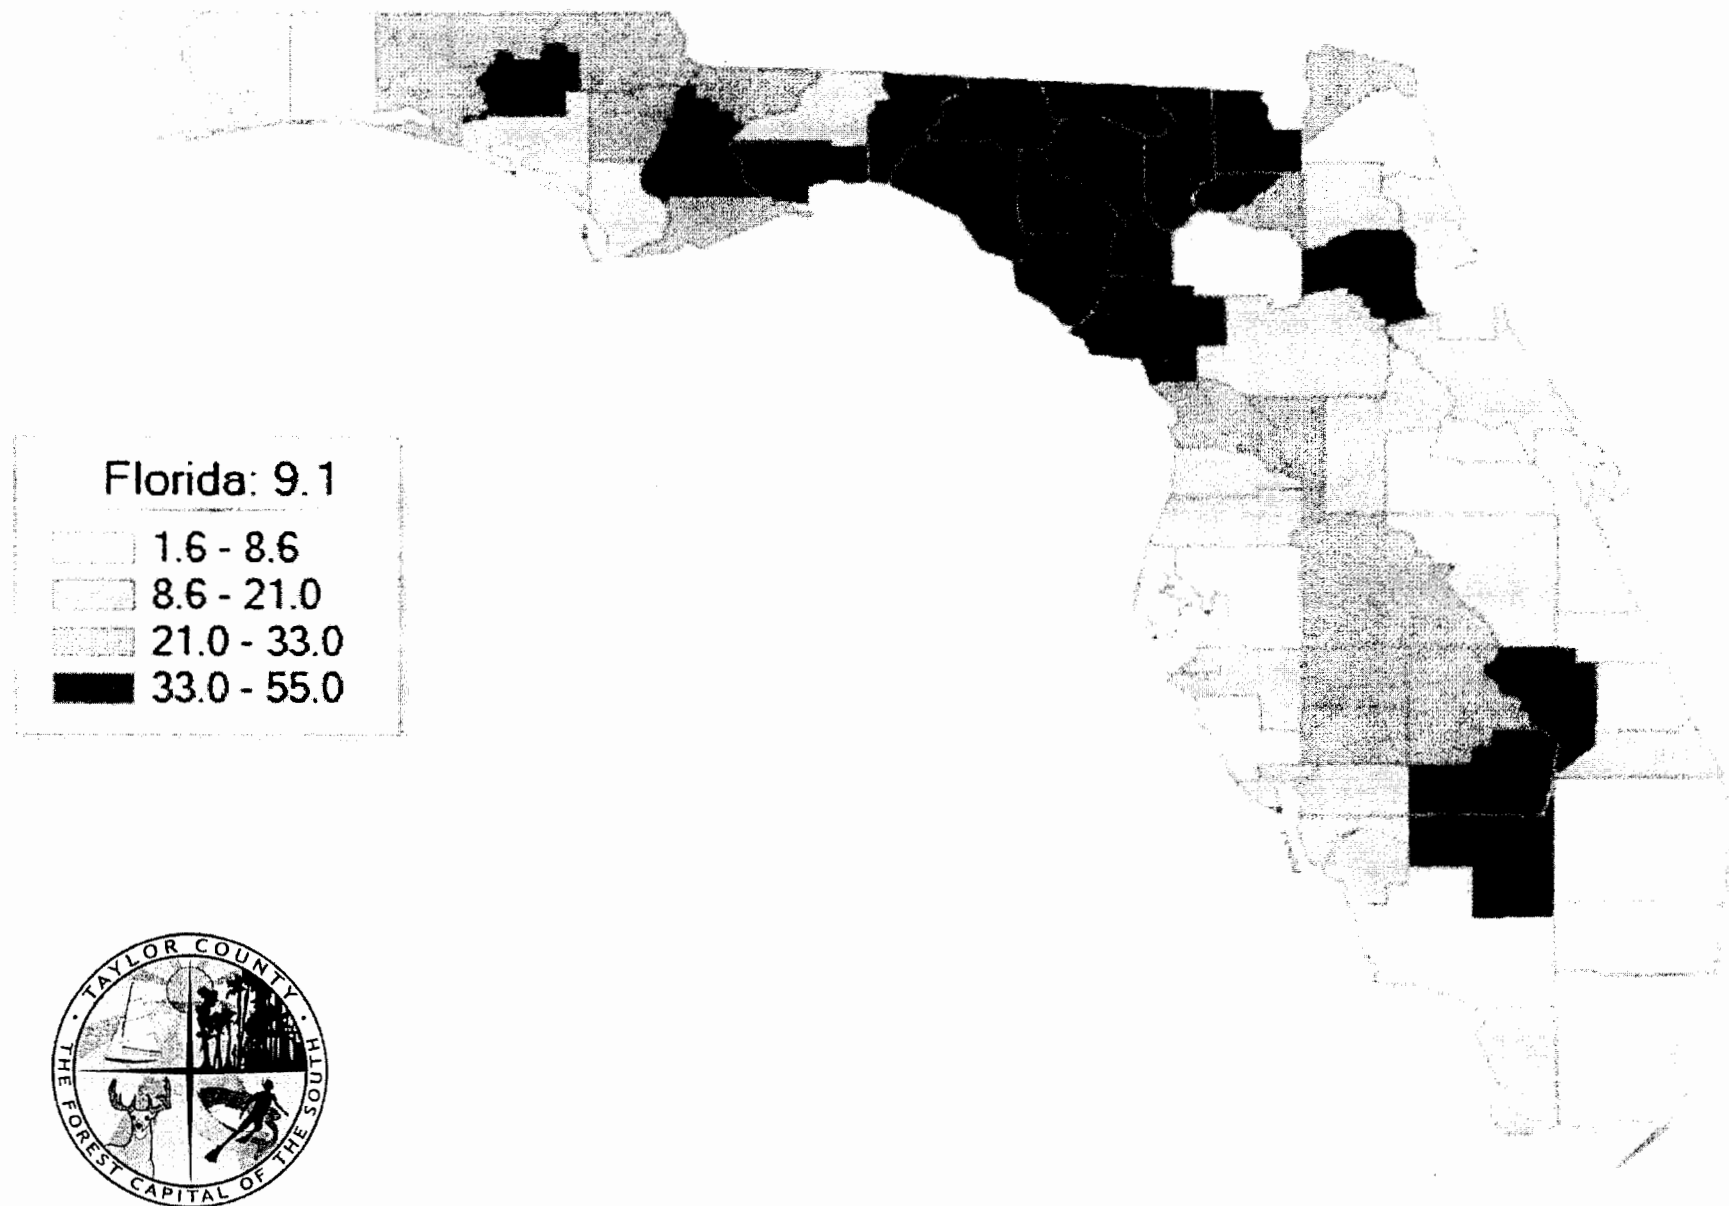 Florida: 9.1
1.6 - 8.6
8.6 - 21.0
21.0 - 33.0
33.0 - 55.0
TAYLOR COUNTY
THE FOREST CAPITAL OF THE SOUTH